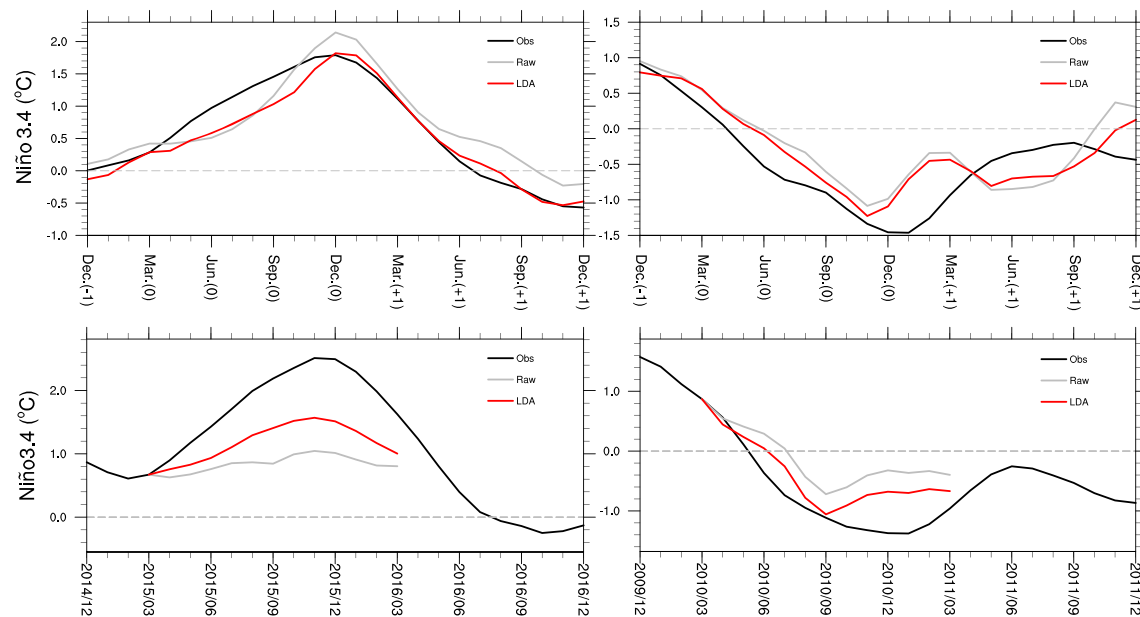 Niño 3.4 (°C)
2.0
1.5
1.0
0.5
0.0
-0.5
-1.0
Obs
Raw
LDA
Dec.(-1)
Mar.(0)
Jun.(0)
Sep.(0)
Dec.(0)
Mar.(+1)
Jun.(+1)
Sep.(+1)
Dec.(+1)
1.5
1.0
0.5
0.0
-0.5
-1.0
-1.5
Obs
Raw
LDA
Dec.(-1)
Mar.(0)
Jun.(0)
Sep.(0)
Dec.(0)
Mar.(+1)
Jun.(+1)
Sep.(+1)
Dec.(+1)
Niño3.4 (°C)
2.0
1.0
0.0
Obs
Raw
LDA
2014/12
2015/03
2015/06
2015/09
2015/12
2016/03
2016/06
2016/09
2016/12
1.0
0.0
-1.0
Obs
Raw
LDA
2009/12
2010/03
2010/06
2010/09
2010/12
2011/03
2011/06
2011/09
2011/12